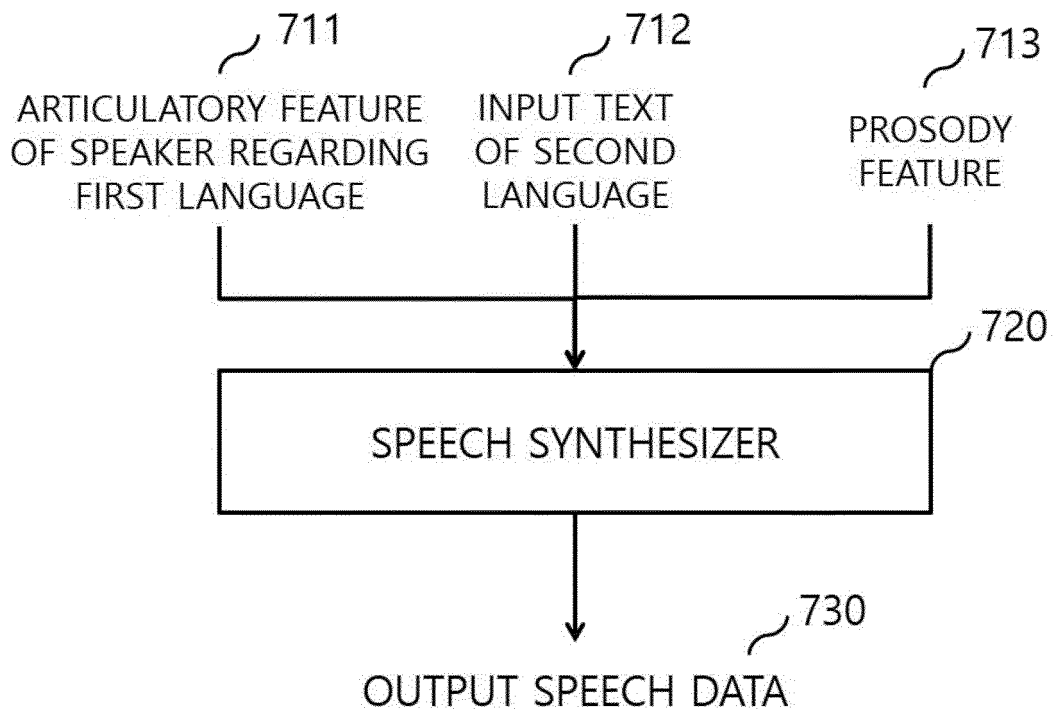 711
ARTICULATORY FEATURE
OF SPEAKER REGARDING
FIRST LANGUAGE
712
INPUT TEXT
OF SECOND
LANGUAGE
713
PROSODY
FEATURE
720
SPEECH SYNTHESIZER
730
OUTPUT SPEECH DATA